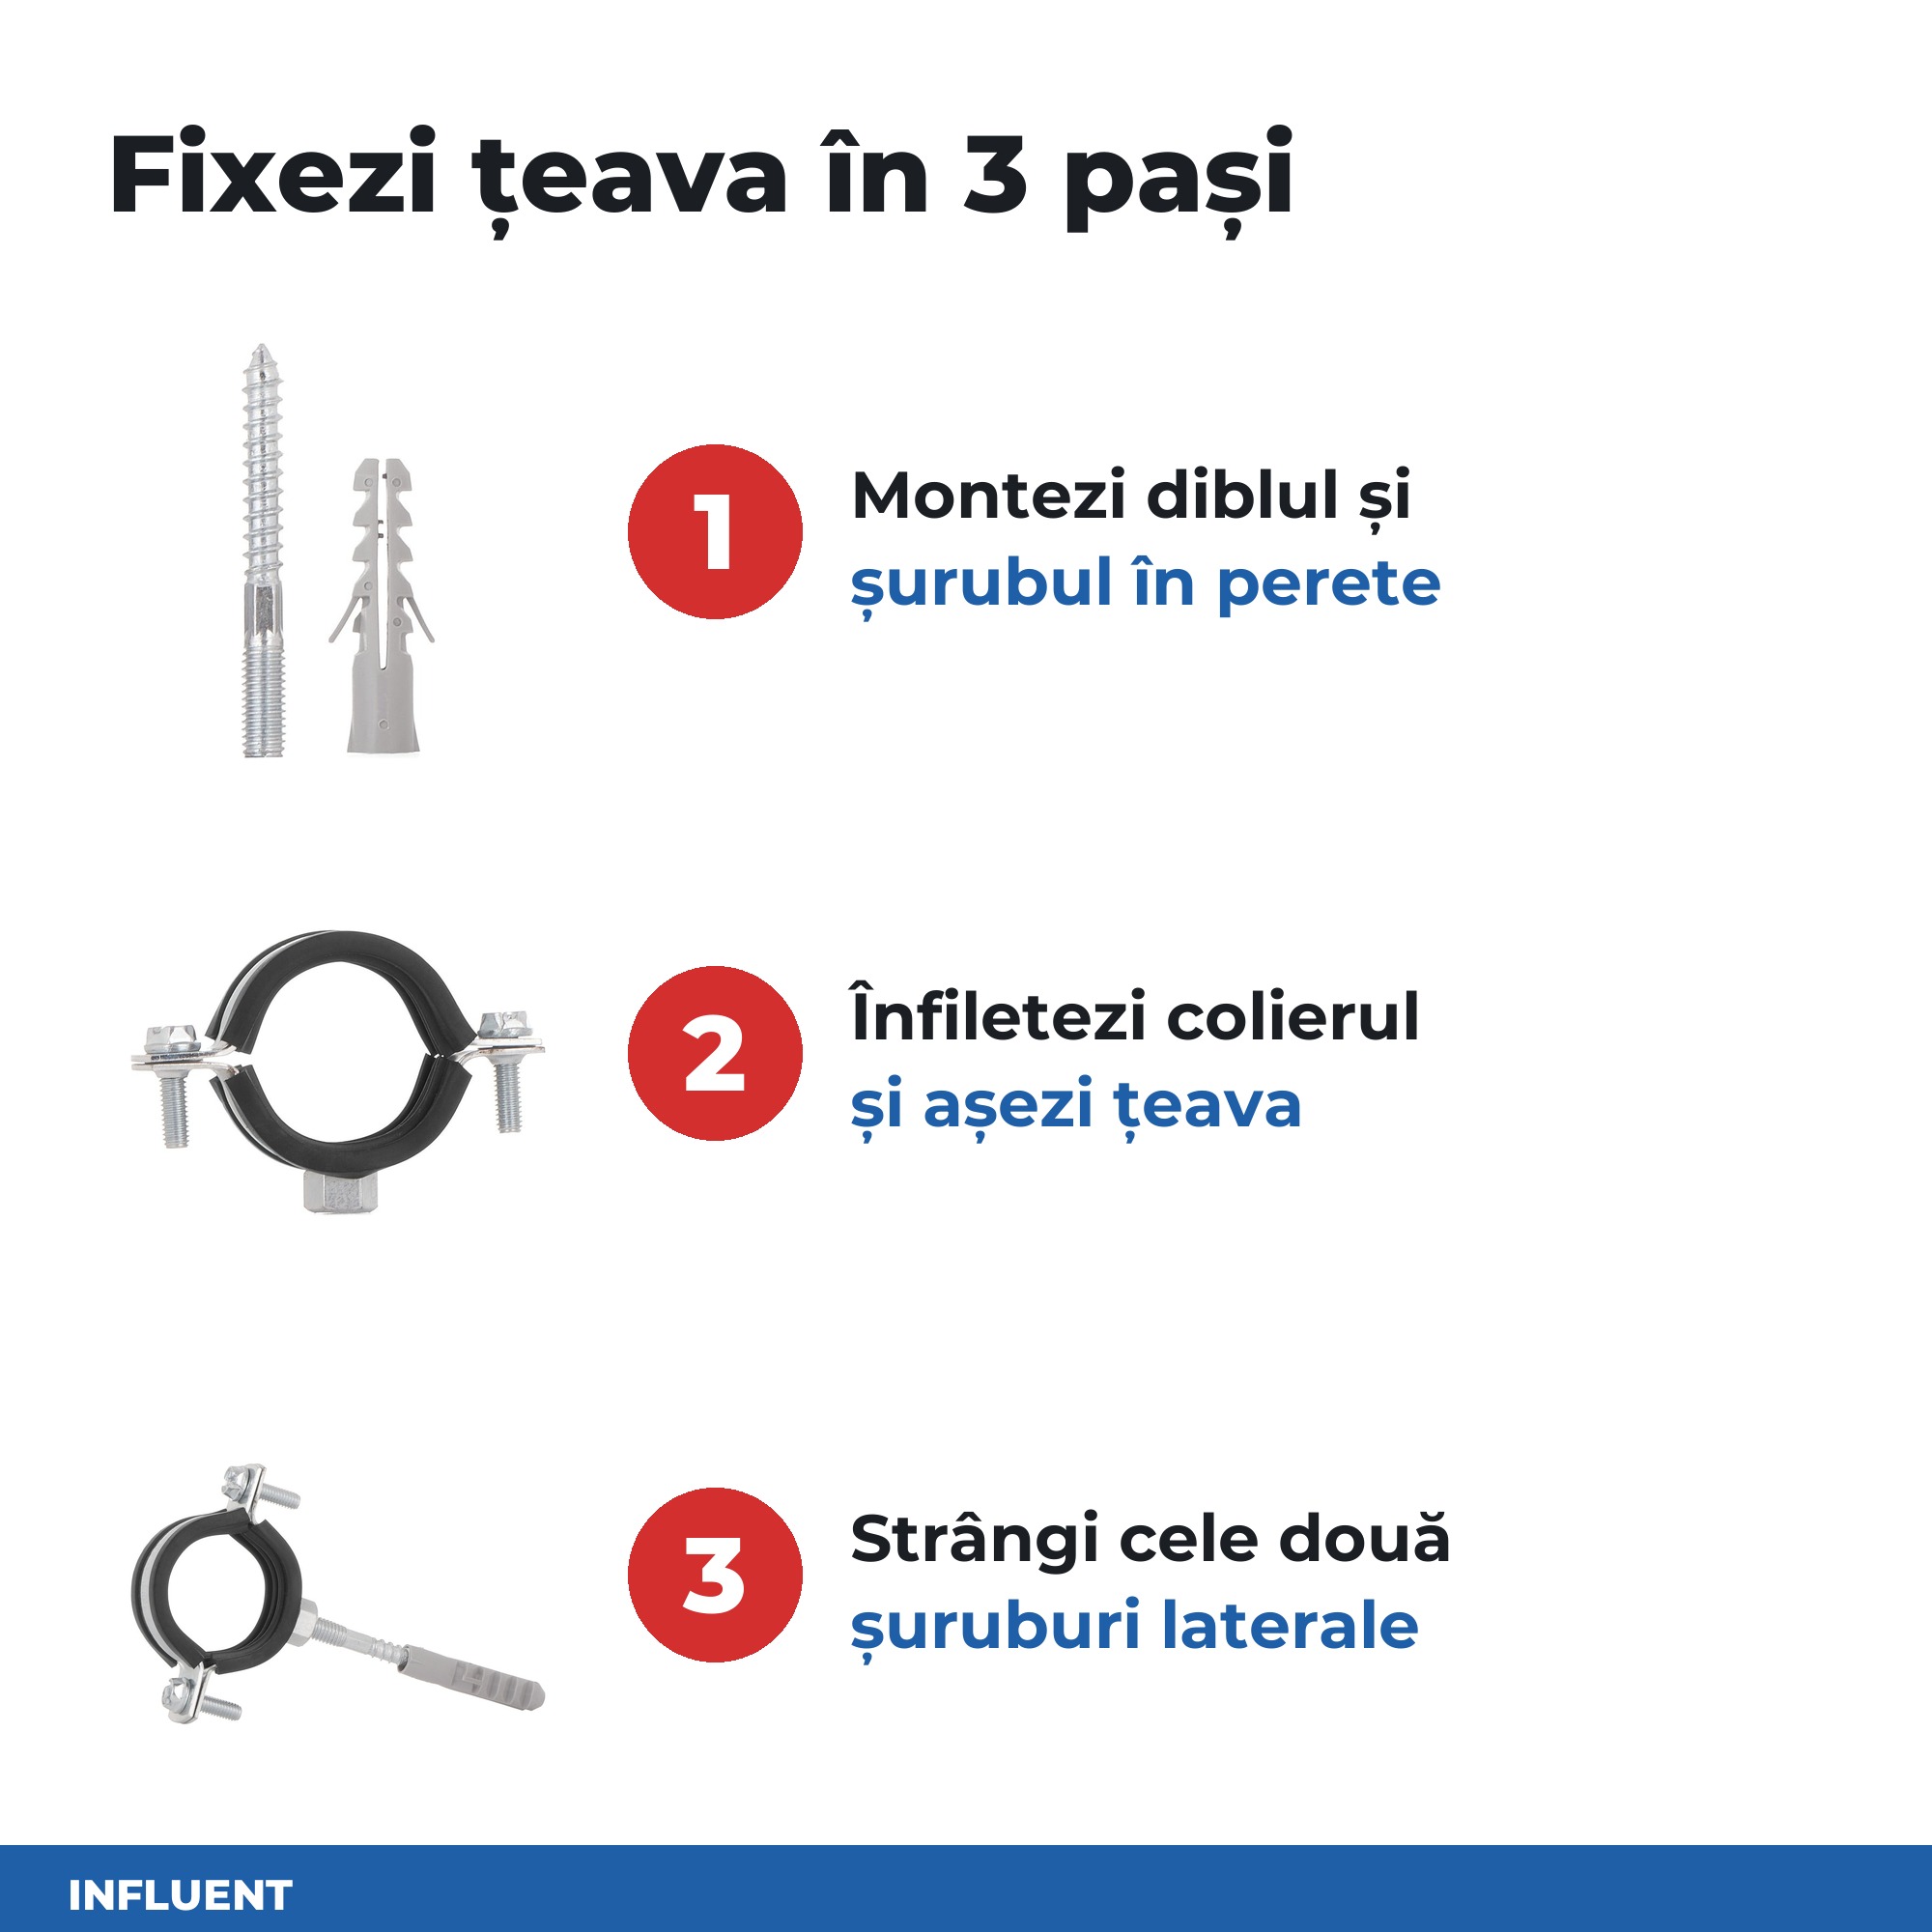 Fixezi țeava în 3 pași
1
Montezi diblul și
șurubul în perete
2
Înfiletezi colierul
și așezi țeava
3
Strângi cele două
șuruburi laterale
INFLUENT